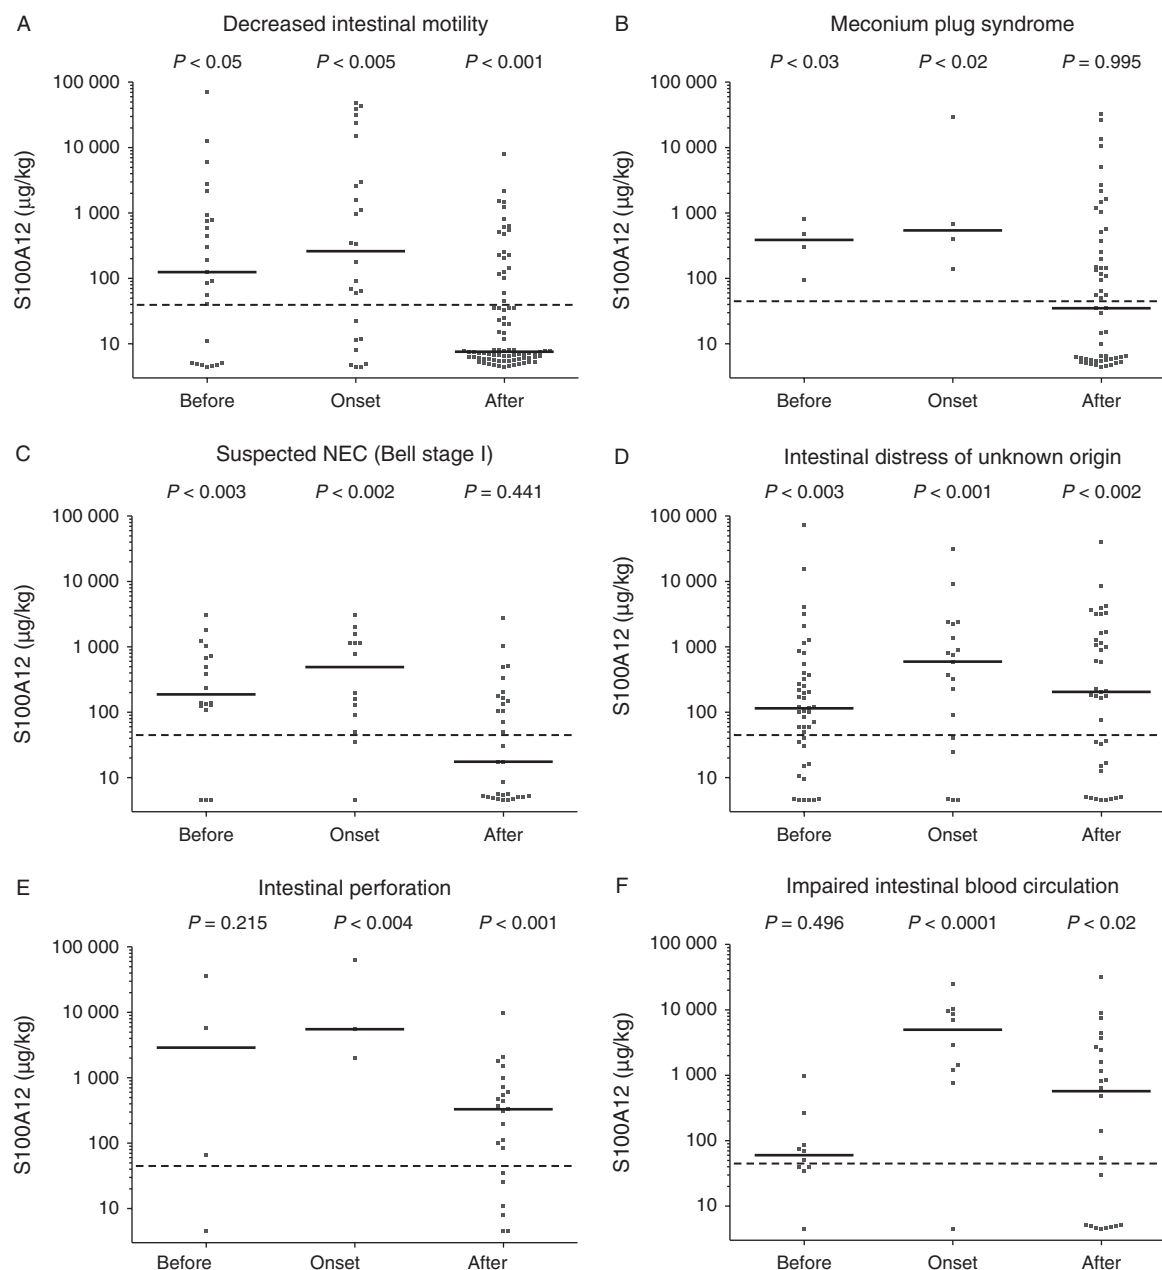 A
Decreased intestinal motility
P < 0.05
P < 0.005
P < 0.001
100 000
10 000
1 000
100
10
S100A12 (µg/kg)
Before
Onset
After
B
Meconium plug syndrome
P < 0.03
P < 0.02
P = 0.995
100 000
10 000
1 000
100
10
S100A12 (µg/kg)
Before
Onset
After
C
Suspected NEC (Bell stage I)
P < 0.003
P < 0.002
P = 0.441
100 000
10 000
1 000
100
10
S100A12 (µg/kg)
Before
Onset
After
D
Intestinal distress of unknown origin
P < 0.003
P < 0.001
P < 0.002
100 000
10 000
1 000
100
10
S100A12 (µg/kg)
Before
Onset
After
E
Intestinal perforation
P = 0.215
P < 0.004
P < 0.001
100 000
10 000
1 000
100
10
S100A12 (µg/kg)
Before
Onset
After
F
Impaired intestinal blood circulation
P = 0.496
P < 0.0001
P < 0.02
100 000
10 000
1 000
100
10
S100A12 (µg/kg)
Before
Onset
After